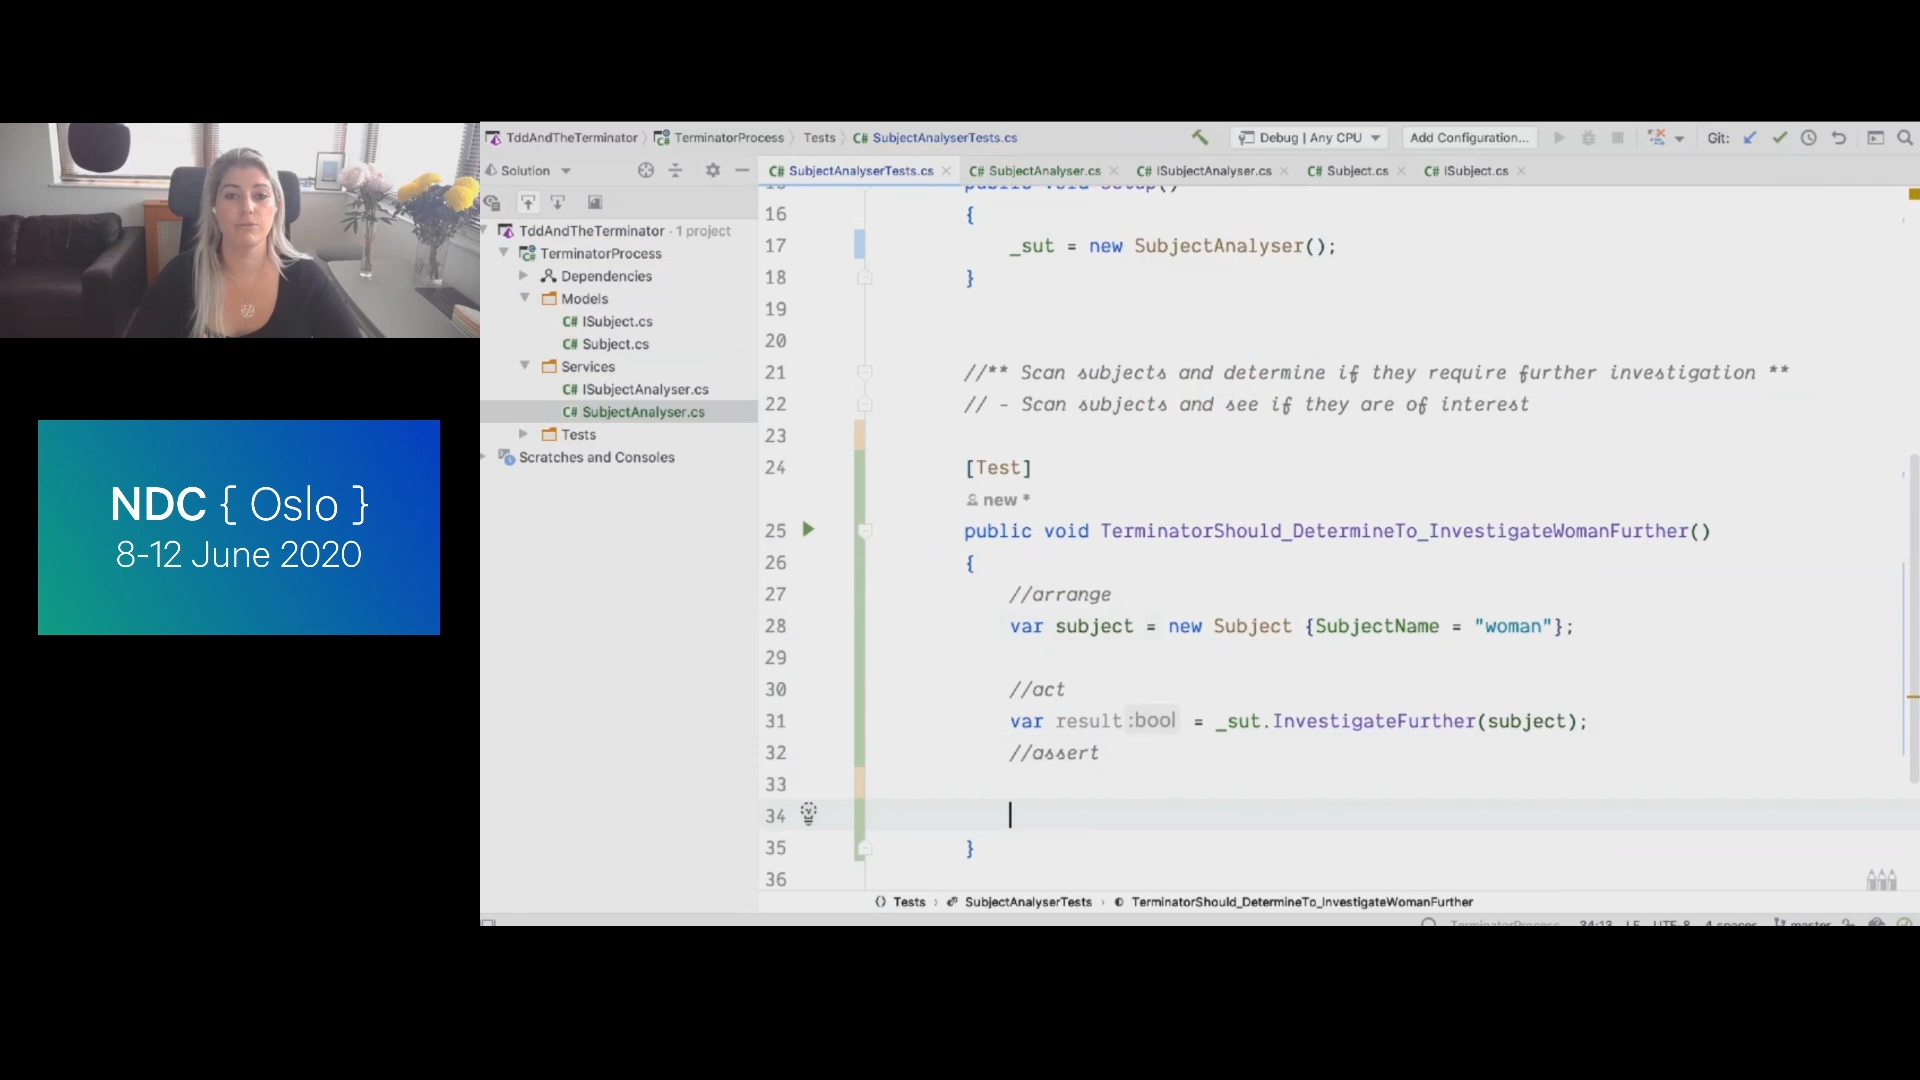 TddAndTheTerminator TerminatorProcess Tests C# SubjectAnalyserTests.cs Debug | Any CPU Add Configuration... Git:
Solution
C# SubjectAnalyserTests.cs C# SubjectAnalyser.cs C# ISubjectAnalyser.cs C# Subject.cs C# ISubject.cs
TddAndTheTerminator · 1 project
TerminatorProcess
Dependencies
Models
C# ISubject.cs
C# Subject.cs
Services
C# ISubjectAnalyser.cs
C# SubjectAnalyser.cs
Tests
Scratches and Consoles
NDC { Oslo }
8-12 June 2020
16 {
17 _sut = new SubjectAnalyser();
18 }
19
20
21 //** Scan subjects and determine if they require further investigation **
22 // - Scan subjects and see if they are of interest
23
24 [Test]
new *
25 public void TerminatorShould_DetermineTo_InvestigateWomanFurther()
26 {
27 //arrange
28 var subject = new Subject {SubjectName = "woman"};
29
30 //act
31 var result :bool = _sut.InvestigateFurther(subject);
32 //assert
33
34
35 }
36
Tests SubjectAnalyserTests TerminatorShould_DetermineTo_InvestigateWomanFurther